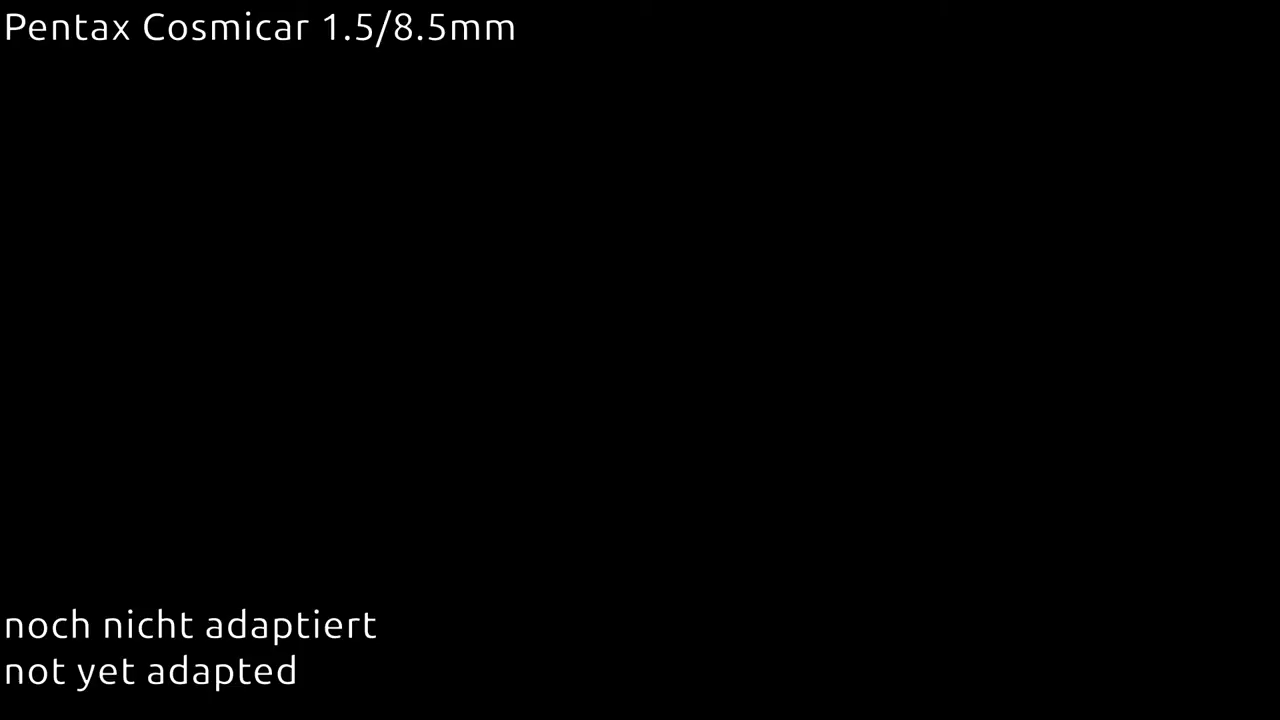 Pentax Cosmicar 1.5/8.5mm
noch nicht adaptiert
not yet adapted